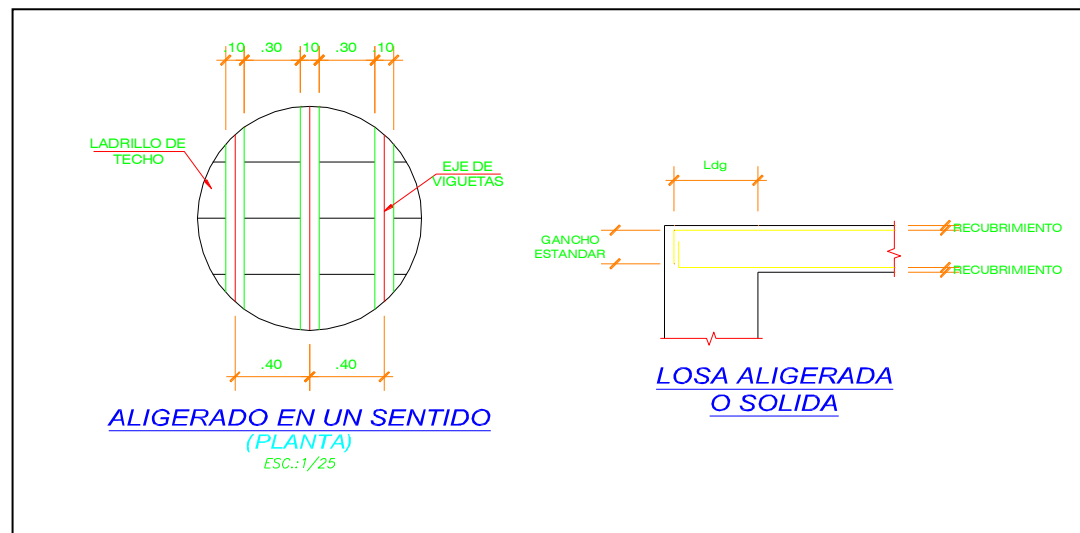 .10 .30 .10 .30 .10
LADRILLO DE
TECHO
EJE DE
VIGUETAS
.40 .40
ALIGERADO EN UN SENTIDO
(PLANTA)
ESC.:1/25
Ldg
GANCHO
ESTANDAR
RECUBRIMIENTO
RECUBRIMIENTO
LOSA ALIGERADA
O SOLIDA